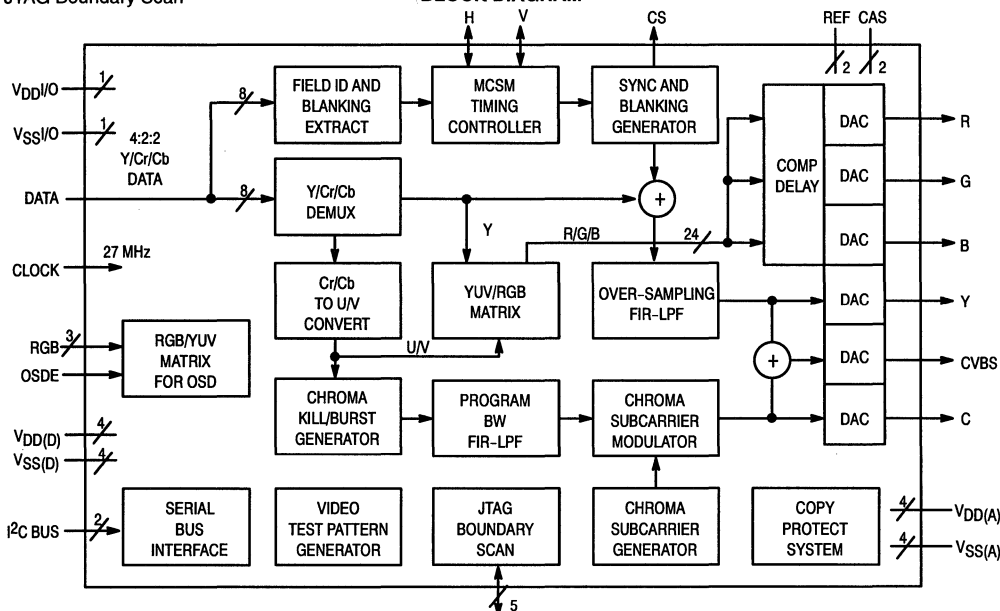 H V CS REF CAS
2 2
VDDI/O 1
VSSI/O 1
4:2:2
Y/Cr/Cb
DATA
DATA
8
8
CLOCK
27 MHz
RGB 3
OSDE
VDD(D) 4
VSS(D) 4
I2C BUS 2
FIELD ID AND
BLANKING
EXTRACT
MCSM
TIMING
CONTROLLER
SYNC AND
BLANKING
GENERATOR
Y/Cr/Cb
DEMUX
Y
+
R/G/B 24
COMP
DELAY
DAC R
DAC G
DAC B
DAC Y
DAC CVBS
DAC C
Cr/Cb
TO U/V
CONVERT
U/V
YUV/RGB
MATRIX
OVER-SAMPLING
FIR-LPF
+
RGB/YUV
MATRIX
FOR OSD
CHROMA
KILL/BURST
GENERATOR
PROGRAM
BW
FIR-LPF
CHROMA
SUBCARRIER
MODULATOR
SERIAL
BUS
INTERFACE
VIDEO
TEST PATTERN
GENERATOR
JTAG
BOUNDARY
SCAN
5
CHROMA
SUBCARRIER
GENERATOR
COPY
PROTECT
SYSTEM
4 VDD(A)
4 VSS(A)